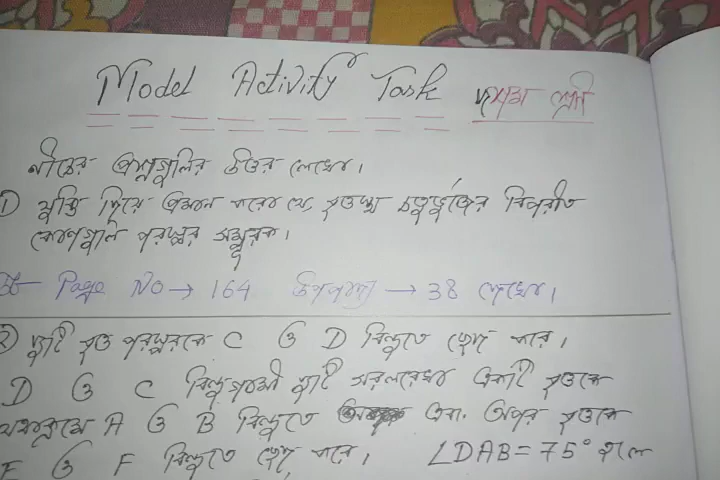 Model Activity Task দশম শ্রেণী
নীচের প্রশ্নগুলির উত্তর লেখো।
① যুক্তি দিয়ে প্রমান করো যে, বৃত্তস্থ চতুর্ভুজের বিপরীত
কোণগুলি পরস্পর সম্পূরক।
Page No → 164 উপপাদ্য → 38 লেখো।
② দুটি বৃত্ত পরস্পরকে C ও D বিন্দুতে ছেদ করে।
D ও C বিন্দুগামী দুটি সরলরেখা একটি বৃত্তকে
যথাক্রমে A ও B বিন্দুতে এবং অপর বৃত্তকে
E ও F বিন্দুতে ছেদ করে। ∠DAB = 75° হলে